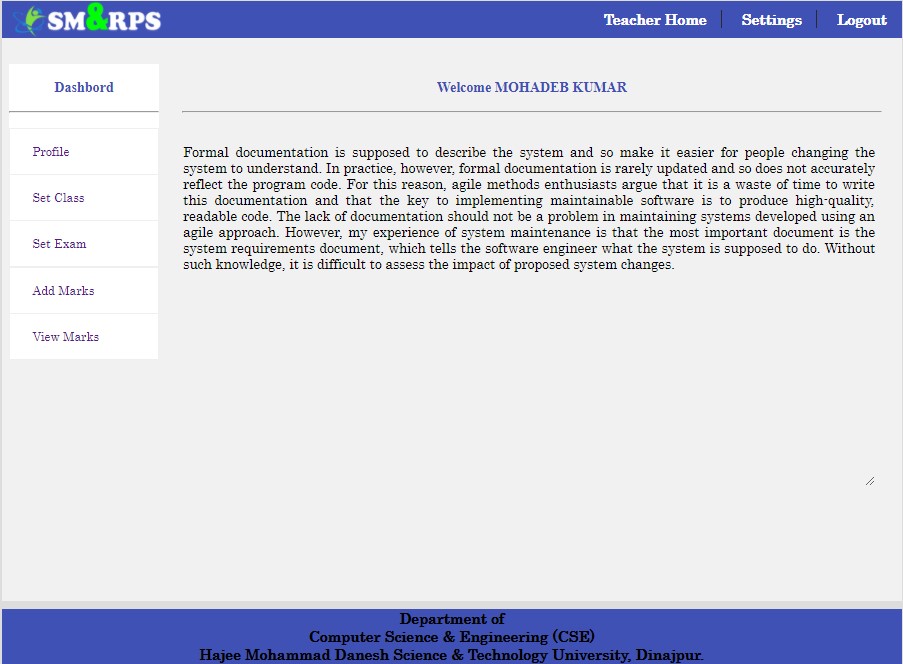 SM&RPS
Teacher Home
Settings
Logout
Dashbord
Profile
Set Class
Set Exam
Add Marks
View Marks
Welcome MOHADEB KUMAR
Formal documentation is supposed to describe the system and so make it easier for people changing the
system to understand. In practice, however, formal documentation is rarely updated and so does not accurately
reflect the program code. For this reason, agile methods enthusiasts argue that it is a waste of time to write
this documentation and that the key to implementing maintainable software is to produce high-quality,
readable code. The lack of documentation should not be a problem in maintaining systems developed using an
agile approach. However, my experience of system maintenance is that the most important document is the
system requirements document, which tells the software engineer what the system is supposed to do. Without
such knowledge, it is difficult to assess the impact of proposed system changes.
Department of
Computer Science & Engineering (CSE)
Hajee Mohammad Danesh Science & Technology University, Dinajpur.